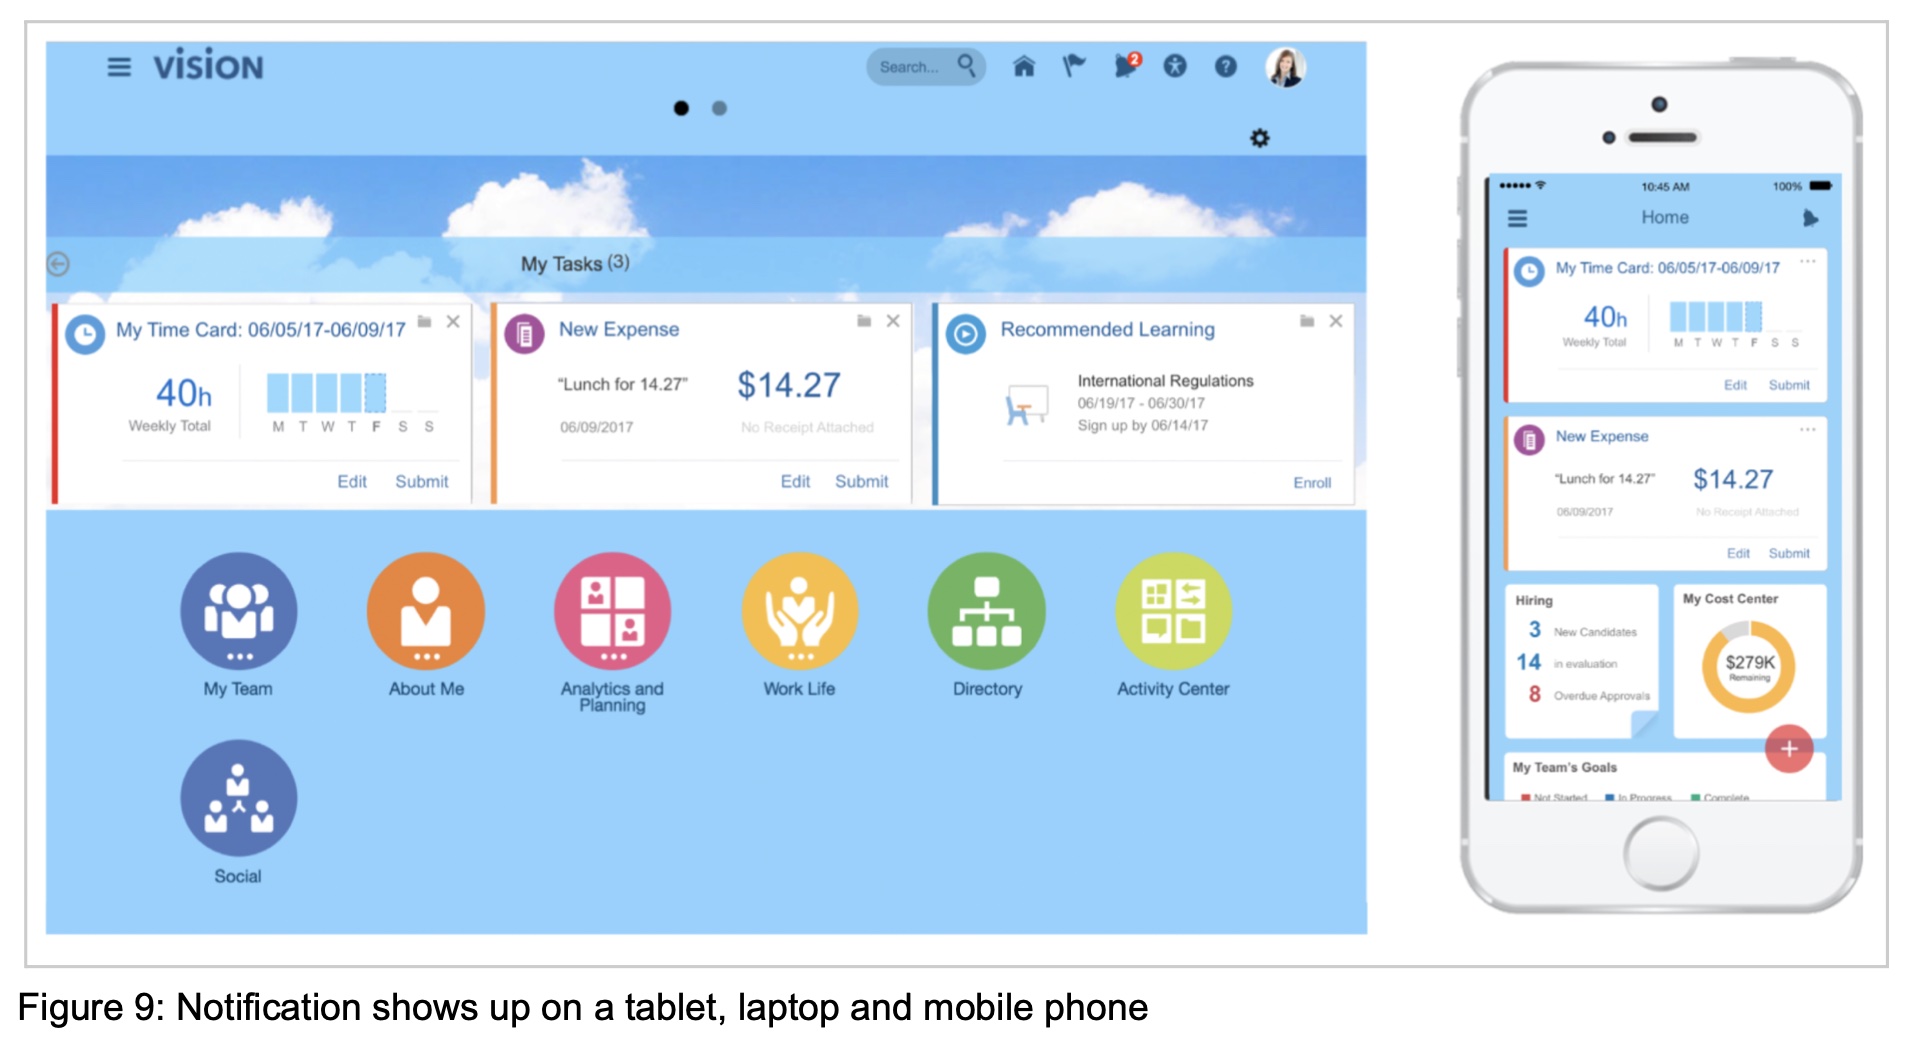 vision
Search...
2
My Tasks (3)
My Time Card: 06/05/17-06/09/17
40h
Weekly Total
M T W T F S S
Edit Submit
New Expense
“Lunch for 14.27”
$14.27
06/09/2017
No Receipt Attached
Edit Submit
Recommended Learning
International Regulations
06/19/17 - 06/30/17
Sign up by 06/14/17
Enroll
My Team
About Me
Analytics and
Planning
Work Life
Directory
Activity Center
Social
10:45 AM
100%
Home
My Time Card: 06/05/17-06/09/17
40h
Weekly Total
M T W T F S S
Edit Submit
New Expense
“Lunch for 14.27”
$14.27
06/09/2017
No Receipt Attached
Edit Submit
Hiring
3 New Candidates
14 in evaluation
8 Overdue Approvals
My Cost Center
$279K
Remaining
My Team's Goals
Not Started In Progress Complete
Figure 9: Notification shows up on a tablet, laptop and mobile phone